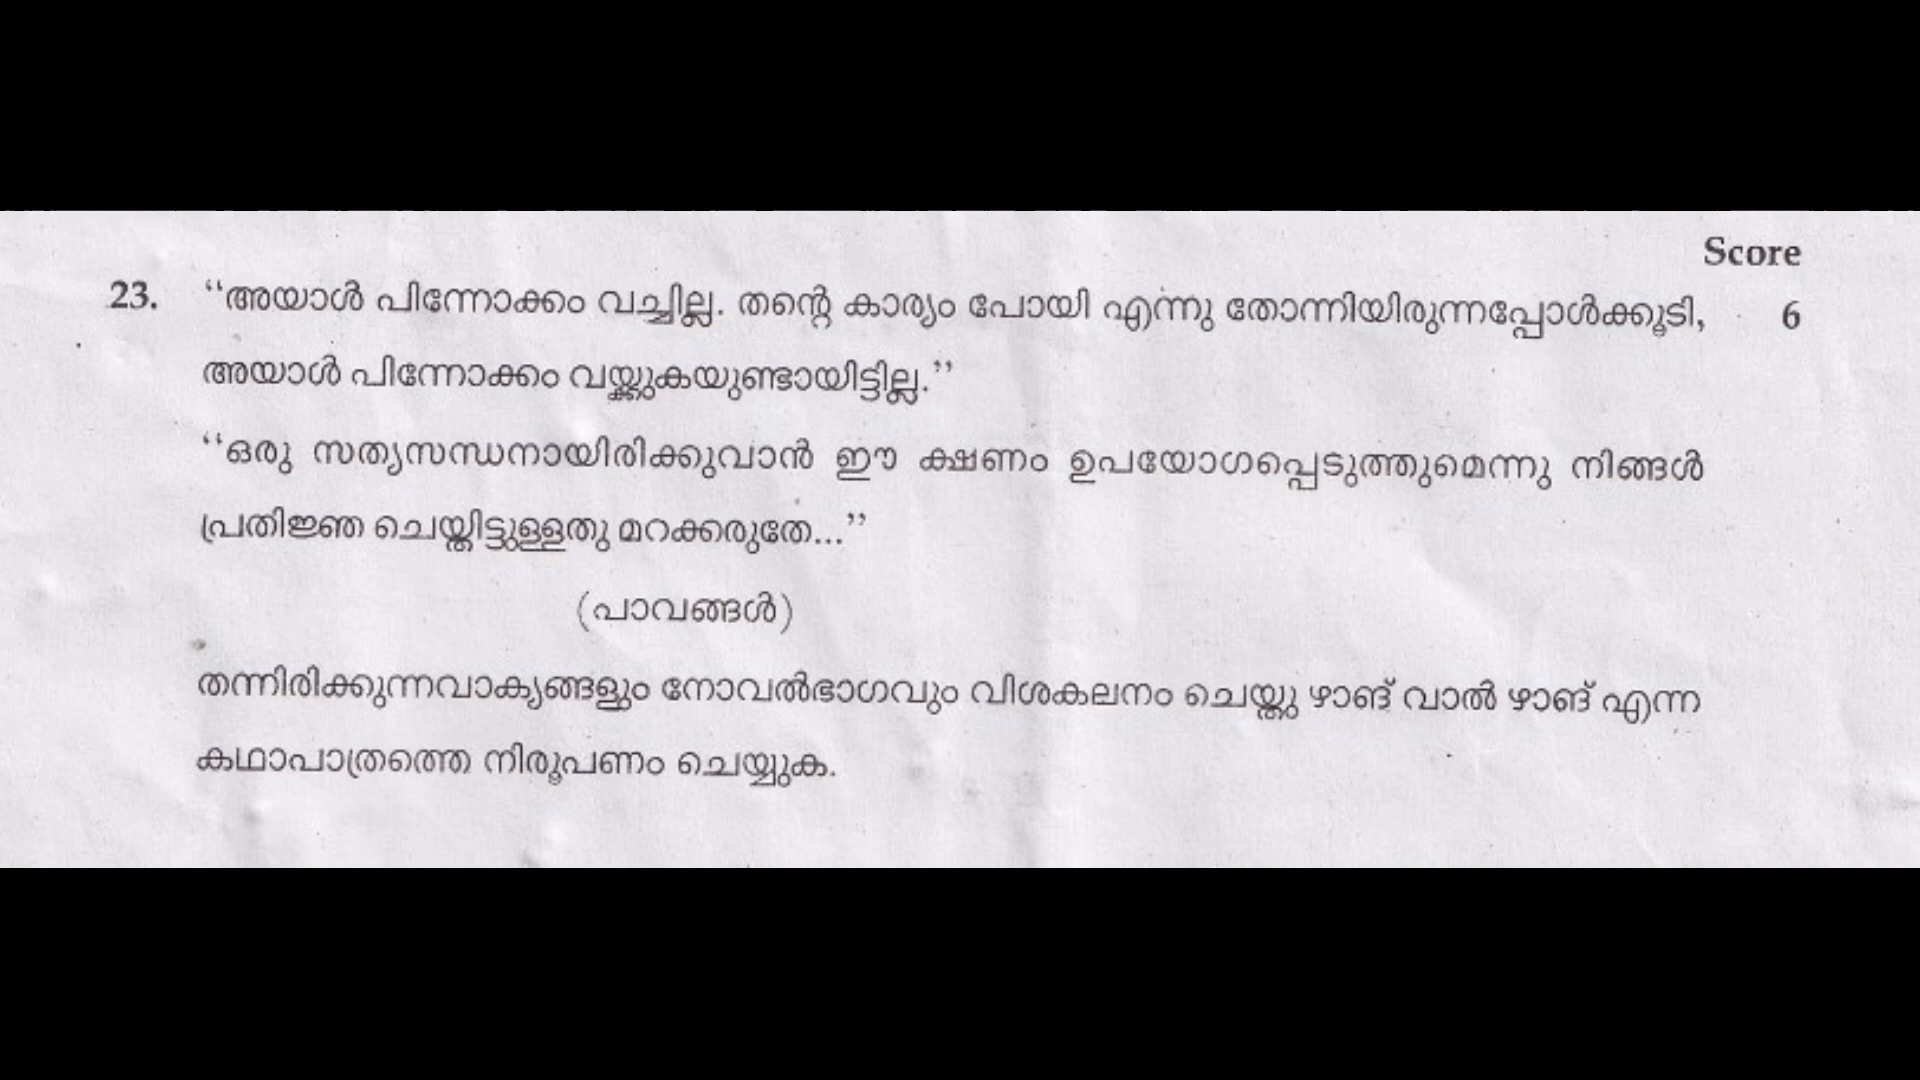 Score
23. “അയാൾ പിന്നോക്കം വച്ചില്ല. തന്റെ കാര്യം പോയി എന്നു തോന്നിയിരുന്നപ്പോൾക്കൂടി, 6
അയാൾ പിന്നോക്കം വയ്ക്കുകയുണ്ടായിട്ടില്ല.”
“ഒരു സത്യസന്ധനായിരിക്കുവാൻ ഈ ക്ഷണം ഉപയോഗപ്പെടുത്തുമെന്നു നിങ്ങൾ
പ്രതിജ്ഞ ചെയ്തിട്ടുള്ളതു മറക്കരുതേ...”
(പാവങ്ങൾ)
തന്നിരിക്കുന്നവാക്യങ്ങളും നോവൽഭാഗവും വിശകലനം ചെയ്തു ഴാങ് വാൽ ഴാങ് എന്ന
കഥാപാത്രത്തെ നിരൂപണം ചെയ്യുക.